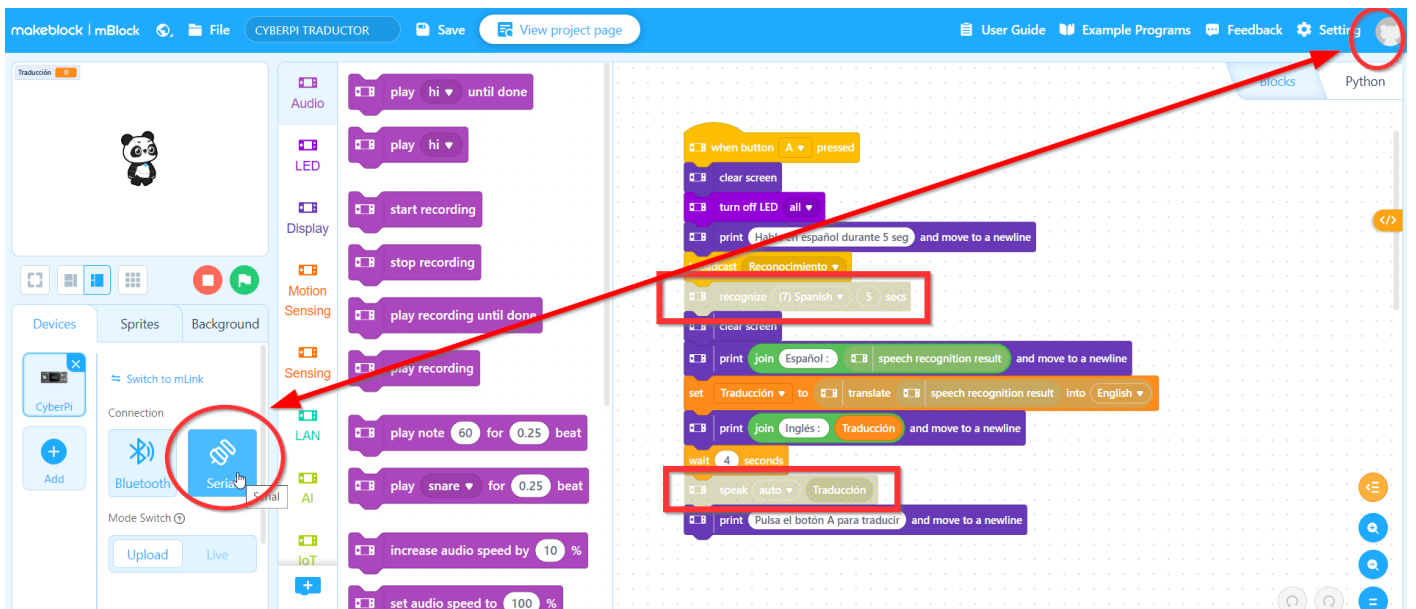 makeblock | mBlock File CYBERPI TRADUCTOR Save View project page User Guide Example Programs Feedback Setting
Traducción 0
Blocks Python
Audio
LED
Display
Motion
Sensing
Sensing
LAN
AI
IoT
play hi until done
play hi
start recording
stop recording
play recording until done
play recording
play note 60 for 0.25 beat
play snare for 0.25 beat
increase audio speed by 10 %
set audio speed to 100 %
when button A pressed
clear screen
turn off LED all
print Hable en español durante 5 seg and move to a newline
broadcast Reconocimiento
recognize (7) Spanish 5 secs
clear screen
print join Español : speech recognition result and move to a newline
set Traducción to translate speech recognition result into English
print join Inglés : Traducción and move to a newline
wait 4 seconds
speak auto Traducción
print Pulsa el botón A para traducir and move to a newline
Devices Sprites Background
CyberPi
Add
Switch to mLink
Connection
Bluetooth
Serial
Serial
Mode Switch
Upload Live